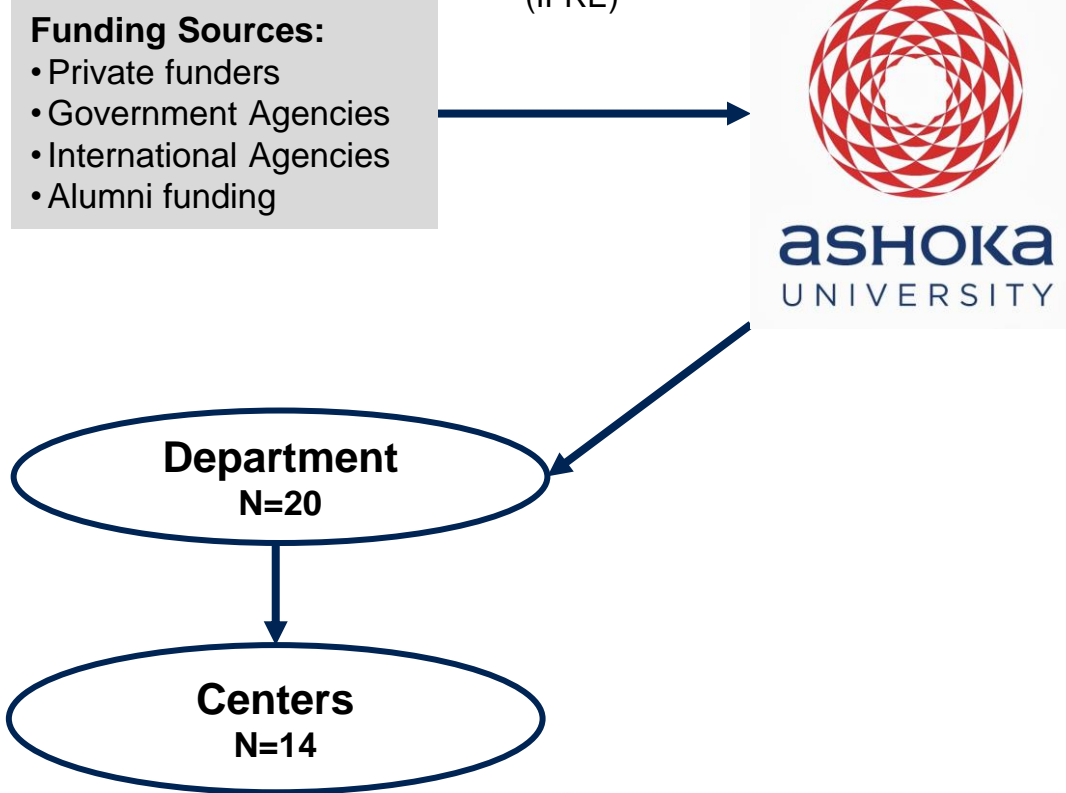 Funding Sources:
• Private funders
• Government Agencies
• International Agencies
• Alumni funding
aSHOKa
UNIVERSITY
Department
N=20
Centers
N=14